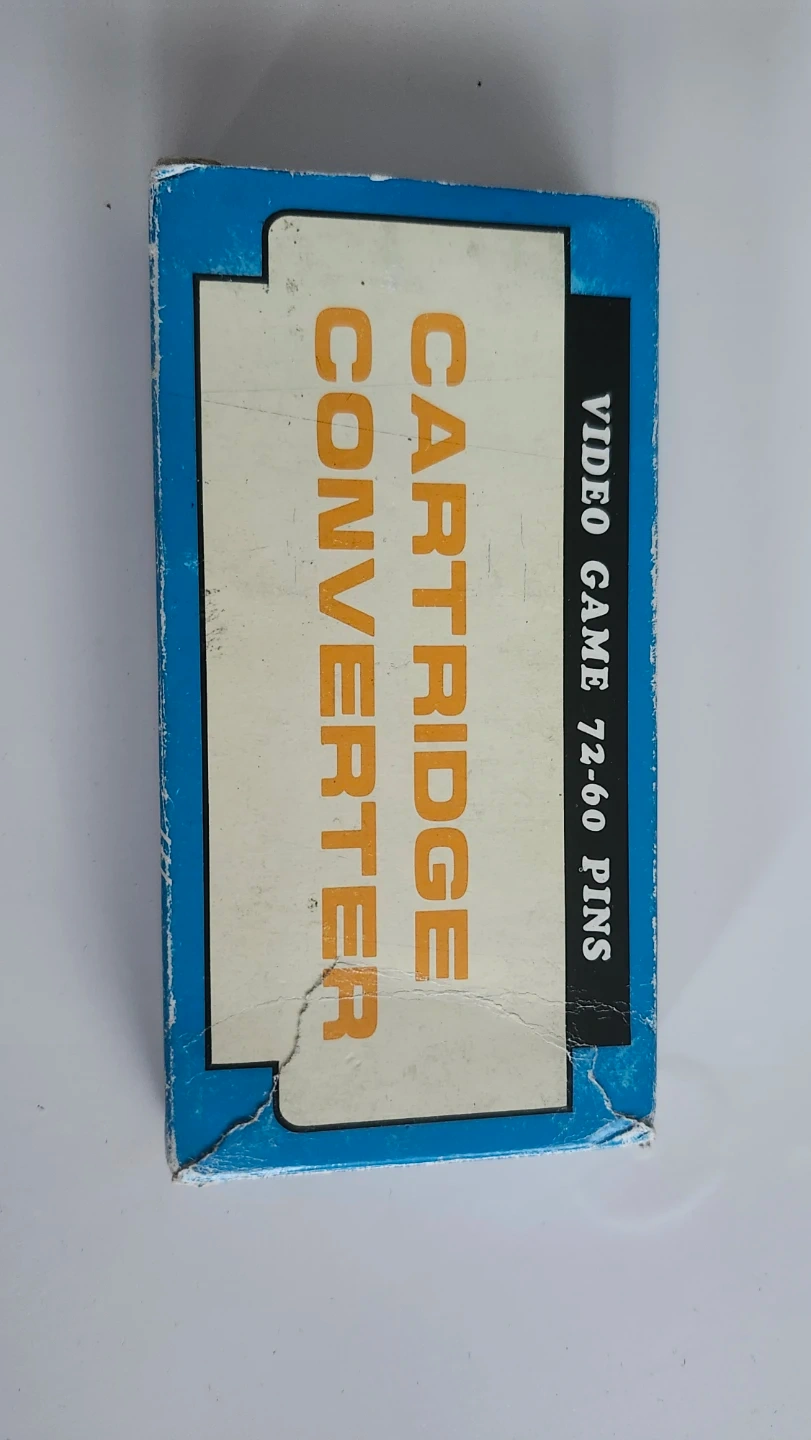 VIDEO GAME 72-60 PINS
CARTRIDGE
CONVERTER